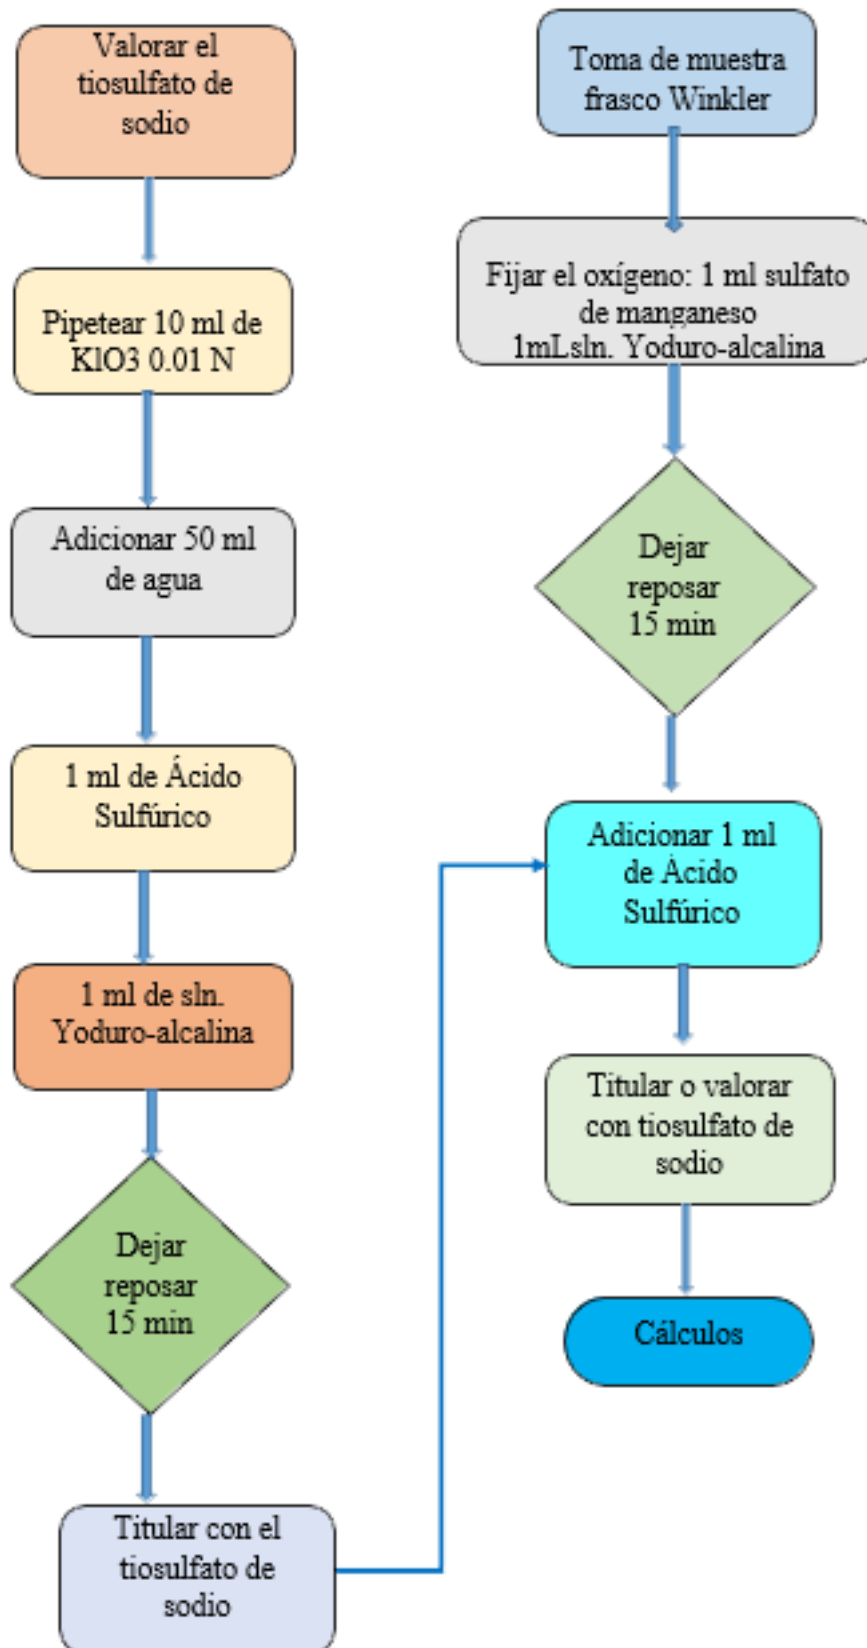 Valorar el
tiosulfato de
sodio
Pipetear 10 ml de
KIO3 0.01 N
Adicionar 50 ml
de agua
1 ml de Ácido
Sulfúrico
1 ml de sln.
Yoduro-alcalina
Dejar
reposar
15 min
Titular con el
tiosulfato de
sodio
Toma de muestra
frasco Winkler
Fijar el oxígeno: 1 ml sulfato
de manganeso
1mLsln. Yoduro-alcalina
Dejar
reposar
15 min
Adicionar 1 ml
de Ácido
Sulfúrico
Titular o valorar
con tiosulfato de
sodio
Cálculos